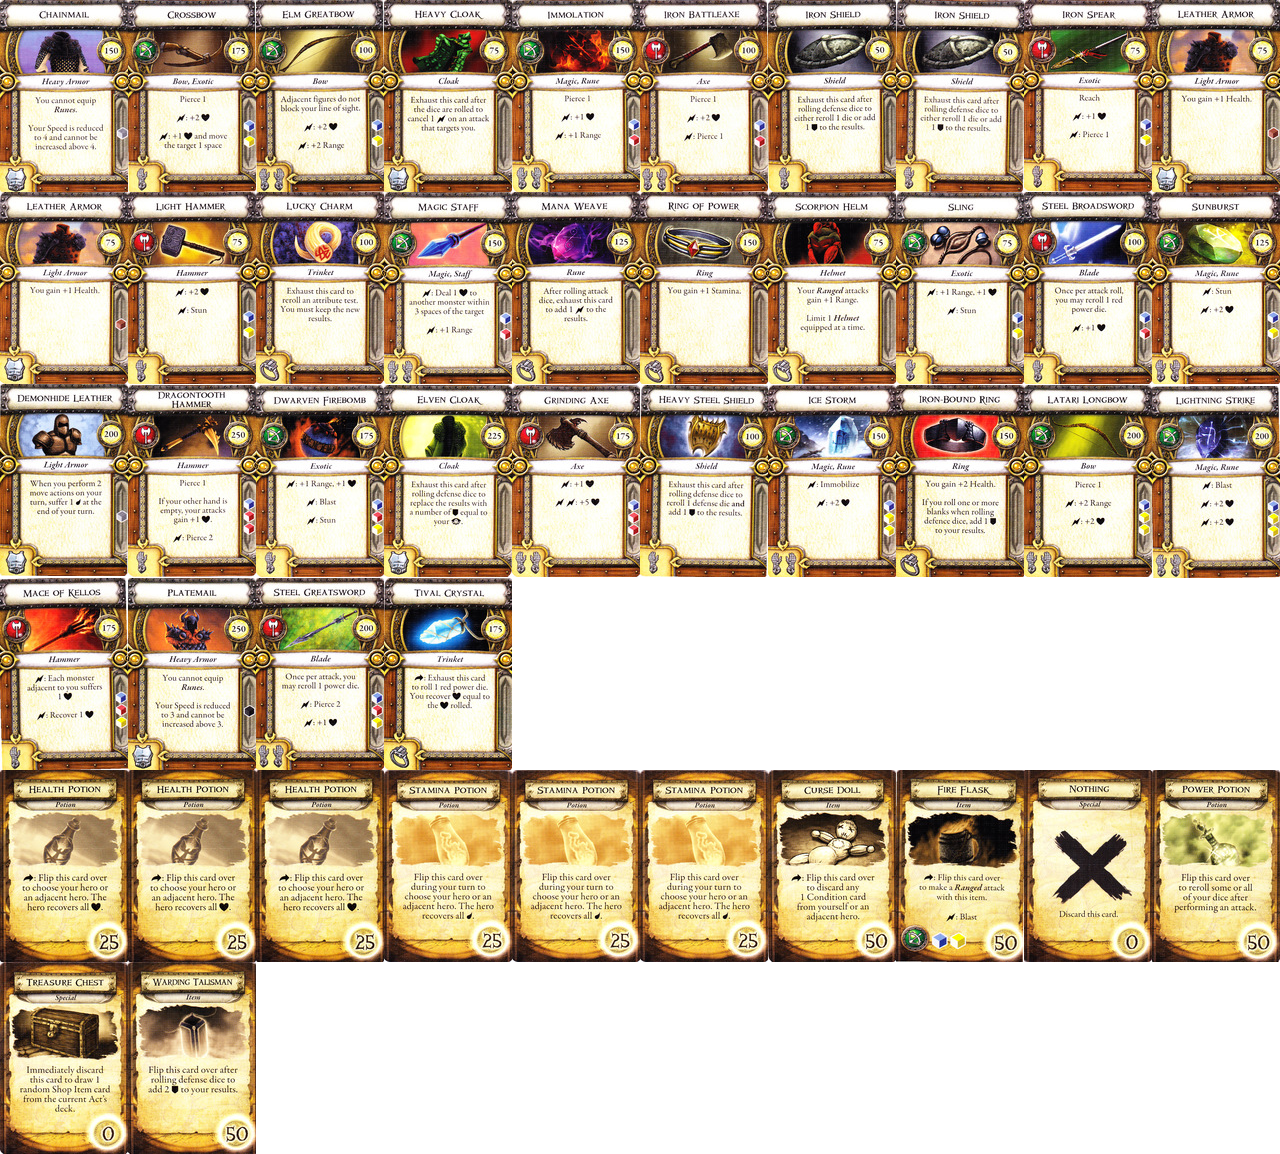 CHAINMAIL
150
Heavy Armor
You cannot equip
Runes.
Your Speed is reduced
to 4 and cannot be
increased above 4.
CROSSBOW
175
Bow, Exotic
Pierce 1
: +2
: +1 and move
the target 1 space
ELM GREATBOW
100
Bow
Adjacent figures do not
block your line of sight.
: +2
: +2 Range
HEAVY CLOAK
75
Cloak
Exhaust this card after
the dice are rolled to
cancel 1 on an attack
that targets you.
IMMOLATION
150
Magic, Rune
Pierce 1
: +1
: +1 Range
IRON BATTLEAXE
100
Axe
Pierce 1
: +2
: Pierce 1
IRON SHIELD
50
Shield
Exhaust this card after
rolling defense dice to
either reroll 1 die or add
1 to the results.
IRON SHIELD
50
Shield
Exhaust this card after
rolling defense dice to
either reroll 1 die or add
1 to the results.
IRON SPEAR
75
Exotic
Reach
: +1
: Pierce 1
LEATHER ARMOR
75
Light Armor
You gain +1 Health.
LEATHER ARMOR
75
Light Armor
You gain +1 Health.
LIGHT HAMMER
75
Hammer
: +2
: Stun
LUCKY CHARM
100
Trinket
Exhaust this card to
reroll an attribute test.
You must keep the new
results.
MAGIC STAFF
150
Magic, Staff
: Deal 1 to
another monster within
3 spaces of the target
: +1 Range
MANA WEAVE
125
Rune
After rolling attack
dice, exhaust this card
to add 1 to the
results.
RING OF POWER
150
Ring
You gain +1 Stamina.
SCORPION HELM
75
Helmet
Your Ranged attacks
gain +1 Range.
Limit 1 Helmet
equipped at a time.
SLING
75
Exotic
: +1 Range, +1
: Stun
STEEL BROADSWORD
100
Blade
Once per attack roll,
you may reroll 1 red
power die.
: +1
SUNBURST
125
Magic, Rune
: Stun
: +2
DEMONHIDE LEATHER
200
Light Armor
When you perform 2
move actions on your
turn, suffer 1 at the
end of your turn.
DRAGONTOOTH
HAMMER
250
Hammer
Pierce 1
If your other hand is
empty, your attacks
gain +1 .
: Pierce 2
DWARVEN FIREBOMB
175
Exotic
: +1 Range, +1
: Blast
: Stun
ELVEN CLOAK
225
Cloak
Exhaust this card after
rolling defense dice to
replace the results with
a number of equal to
your .
GRINDING AXE
175
Axe
: +1
: +5
HEAVY STEEL SHIELD
100
Shield
Exhaust this card after
rolling defense dice to
reroll 1 defense die and
add 1 to the results.
ICE STORM
150
Magic, Rune
: Immobilize
: +2
IRON-BOUND RING
150
Ring
You gain +2 Health.
If you roll one or more
blanks when rolling
defence dice, add 1
to your results.
LATARI LONGBOW
200
Bow
Pierce 1
: +2 Range
: +2
LIGHTNING STRIKE
200
Magic, Rune
: Blast
: +2
: +2
MACE OF KELLOS
175
Hammer
: Each monster
adjacent to you suffers
1
: Recover 1
PLATEMAIL
250
Heavy Armor
You cannot equip
Runes.
Your Speed is reduced
to 3 and cannot be
increased above 3.
STEEL GREATSWORD
200
Blade
Once per attack, you
may reroll 1 power die.
: Pierce 2
: +1
TIVAL CRYSTAL
175
Trinket
: Exhaust this card
to roll 1 red power die.
You recover equal to
the rolled.
HEALTH POTION
Potion
: Flip this card over
to choose your hero or
an adjacent hero. The
hero recovers all .
25
HEALTH POTION
Potion
: Flip this card over
to choose your hero or
an adjacent hero. The
hero recovers all .
25
HEALTH POTION
Potion
: Flip this card over
to choose your hero or
an adjacent hero. The
hero recovers all .
25
STAMINA POTION
Potion
Flip this card over
during your turn to
choose your hero or an
adjacent hero. The hero
recovers all .
25
STAMINA POTION
Potion
Flip this card over
during your turn to
choose your hero or an
adjacent hero. The hero
recovers all .
25
STAMINA POTION
Potion
Flip this card over
during your turn to
choose your hero or an
adjacent hero. The hero
recovers all .
25
CURSE DOLL
Item
: Flip this card over
to discard any
1 Condition card
from yourself or an
adjacent hero.
50
FIRE FLASK
Item
: Flip this card over
to make a Ranged attack
with this item.
: Blast
50
NOTHING
Special
Discard this card.
0
POWER POTION
Potion
Flip this card over
to reroll some or all
of your dice after
performing an attack.
50
TREASURE CHEST
Special
Immediately discard
this card to draw 1
random Shop Item card
from the current Act's
deck.
0
WARDING TALISMAN
Item
Flip this card over after
rolling defense dice to
add 2 to your results.
50